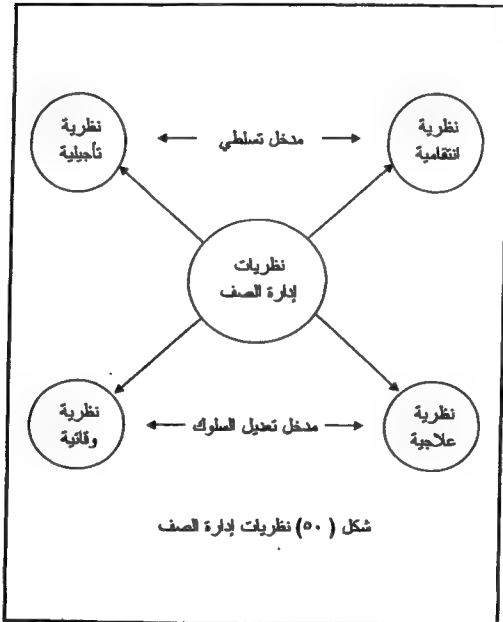 نظرية
انتقامية
مدخل تسلطي
نظرية
تأجيلية
نظريات
إدارة الصف
نظرية
علاجية
مدخل تعديل السلوك
نظرية
وقائية
شكل (٥٠) نظريات إدارة الصف